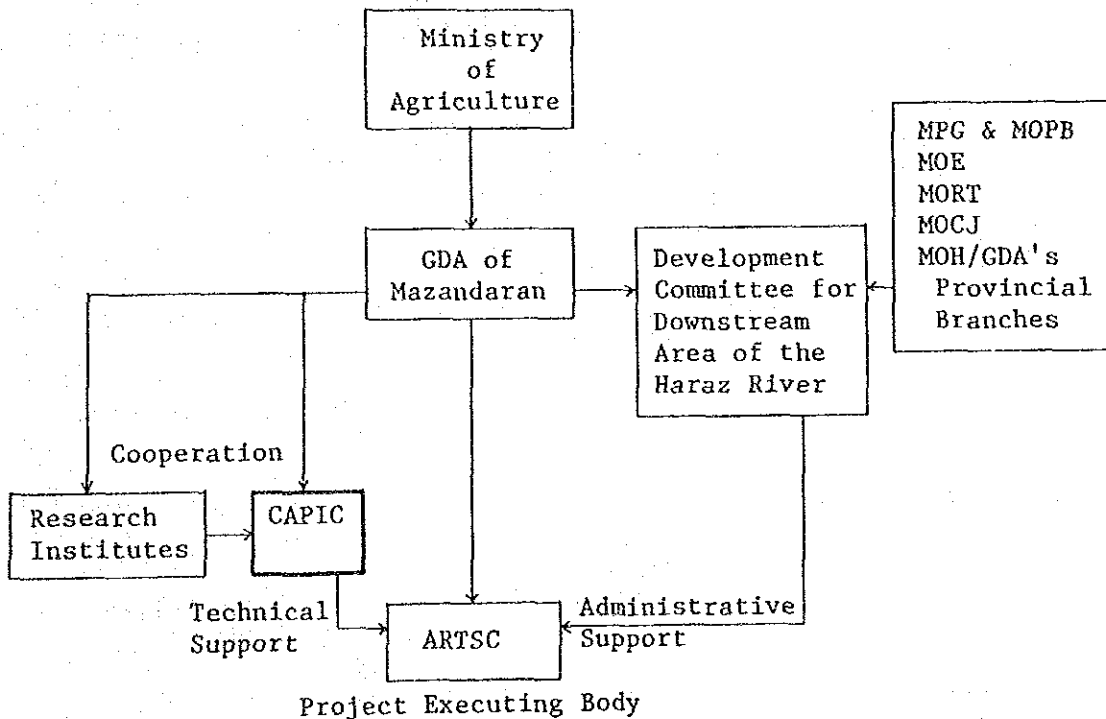 Ministry
of
Agriculture
MPG & MOPB
MOE
MORT
MOCJ
MOH/GDA's
Provincial
Branches
GDA of
Mazandaran
Development
Committee for
Downstream
Area of the
Haraz River
Cooperation
Research
Institutes
CAPIC
Technical
Support
ARTSC
Administrative
Support
Project Executing Body